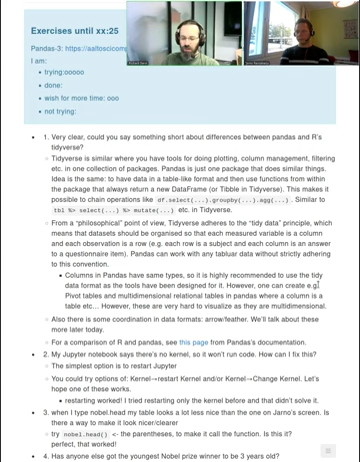 Exercises until xx:25
Pandas-3: https://aaltoscicomp
I am:
trying:ooooo
done:
wish for more time: ooo
not trying:
1. Very clear, could you say something short about differences between pandas and R's
tidyverse?
Tidyverse is similar where you have tools for doing plotting, column management, filtering
etc. in one collection of packages. Pandas is just one package that does similar things.
Idea is the same: to have data in a table-like format and then use functions from within
the package that always return a new DataFrame (or Tibble in Tidyverse). This makes it
possible to chain operations like df.select(...).groupby(...).agg(...). Similar to
tbl %> select(...) %> mutate(...) etc. in Tidyverse.
From a "philosophical" point of view, Tidyverse adheres to the "tidy data" principle, which
means that datasets should be organised so that each measured variable is a column
and each observation is a row (e.g. each row is a subject and each column is an answer
to a questionnaire item). Pandas can work with any tabluar data without strictly adhering
to this convention.
Columns in Pandas have same types, so it is highly recommended to use the tidy
data format as the tools have been designed for it. However, one can create e.g.
Pivot tables and multidimensional relational tables in pandas where a column is a
table etc... However, these are very hard to visualize as they are multidimensional.
Also there is some coordination in data formats: arrow/feather. We'll talk about these
more later today.
For a comparison of R and pandas, see this page from Pandas's documentation.
2. My Jupyter notebook says there's no kernel, so it won't run code. How can I fix this?
The simplest option is to restart Jupyter
You could try options of: Kernel→restart Kernel and/or Kernel→Change Kernel. Let's
hope one of these works.
restarting worked! I tried restarting only the kernel before and that didn't solve it.
3. when I type nobel.head my table looks a lot less nice than the one on Jarno's screen. Is
there a way to make it look nicer/clearer
try nobel.head() <- the parentheses, to make it call the function. Is this it?
perfect, that worked!
4. Has anyone else got the youngest Nobel prize winner to be 3 years old?